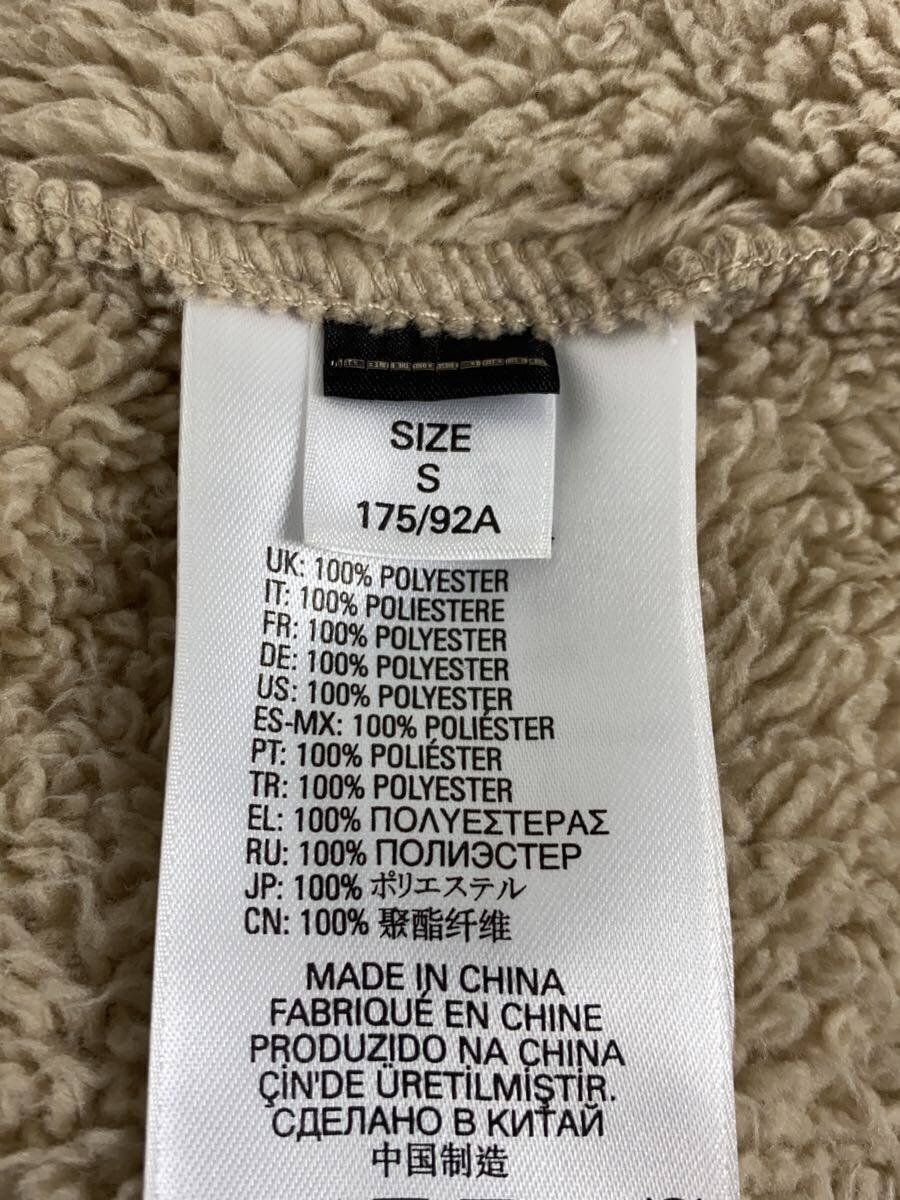 SIZE
S
175/92A
UK: 100% POLYESTER
IT: 100% POLIESTERE
FR: 100% POLYESTER
DE: 100% POLYESTER
US: 100% POLYESTER
ES-MX: 100% POLIÉSTER
PT: 100% POLIÉSTER
TR: 100% POLYESTER
EL: 100% ΠΟΛΥΕΣΤΕΡΑΣ
RU: 100% ПОЛИЭСТЕР
JP: 100% ポリエステル
CN: 100% 聚酯纤维
MADE IN CHINA
FABRIQUÉ EN CHINE
PRODUZIDO NA CHINA
ÇİN'DE ÜRETİLMİŞTİR.
СДЕЛАНО В КИТАЙ
中国制造